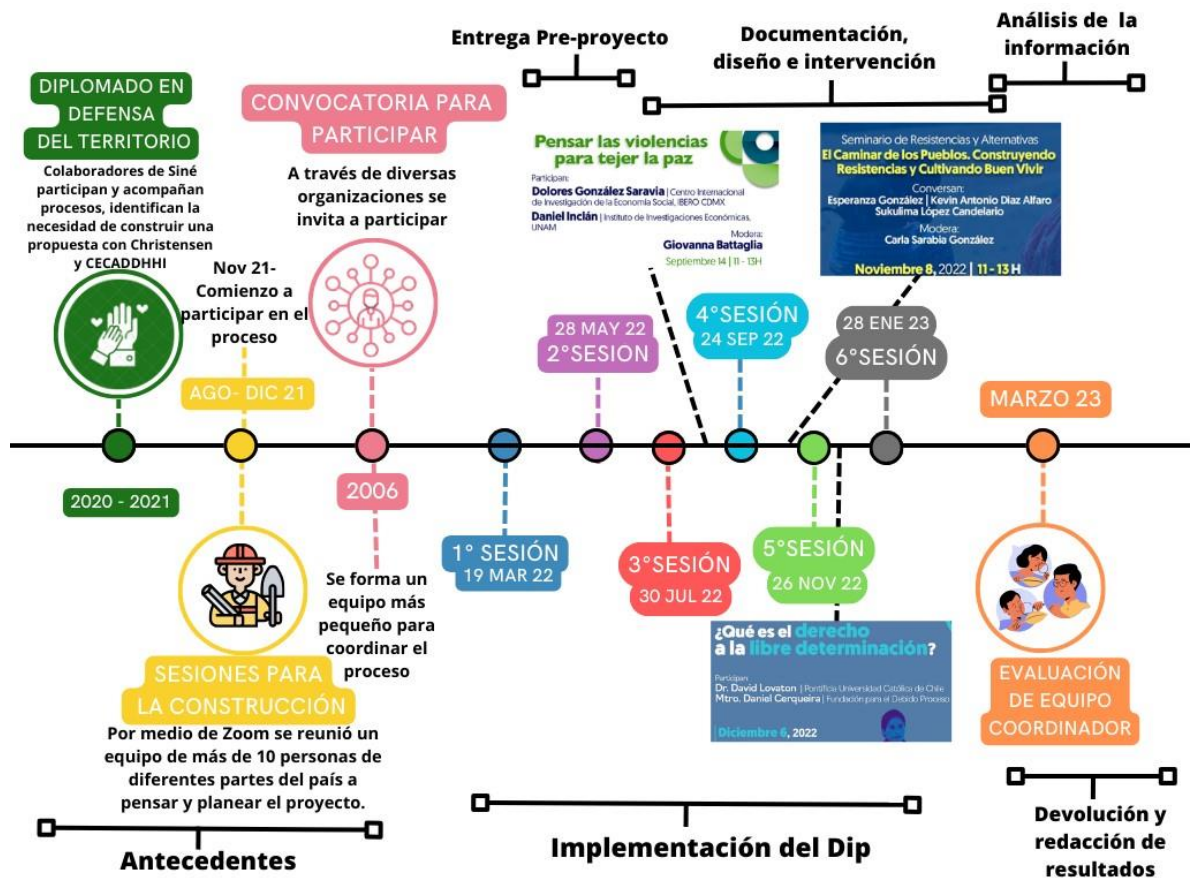 Entrega Pre-proyecto
Documentación,
diseño e intervención
Análisis de la
información
DIPLOMADO EN
DEFENSA
DEL TERRITORIO
Colaboradores de Siné
participan y acompañan
procesos, identifican la
necesidad de construir una
propuesta con Christensen
y CECADDHHI
CONVOCATORIA PARA
PARTICIPAR
A través de diversas
organizaciones se
invita a participar
Pensar las violencias
para tejer la paz
Participan:
Dolores González Saravia | Centro Internacional
de Investigación de la Economía Social, IBERO CDMX
Daniel Inclán | Instituto de Investigaciones Económicas,
UNAM
Modera:
Giovanna Battaglia
Septiembre 14 | 11 - 13H
Seminario de Resistencias y Alternativas
El Caminar de los Pueblos. Construyendo
Resistencias y Cultivando Buen Vivir
Conversan:
Esperanza González | Kevin Antonio Diaz Alfaro
Sukulima López Candelario
Modera:
Carla Sarabia González
Noviembre 8, 2022 | 11 - 13 H
Nov 21-
Comienzo a
participar en el
proceso
AGO- DIC 21
28 MAY 22
2°SESION
4°SESIÓN
24 SEP 22
28 ENE 23
6°SESIÓN
MARZO 23
2020 - 2021
2006
1° SESIÓN
19 MAR 22
3°SESIÓN
30 JUL 22
5°SESIÓN
26 NOV 22
Se forma un
equipo más
pequeño para
coordinar el
proceso
¿Qué es el derecho
a la libre determinación?
Participan
Dr. David Lovaton | Pontificia Universidad Católica de Chile
Mtro. Daniel Cerqueira | Fundación para el Debido Proceso
Diciembre 6, 2022
SESIONES PARA
LA CONSTRUCCIÓN
Por medio de Zoom se reunió un
equipo de más de 10 personas de
diferentes partes del país a
pensar y planear el proyecto.
EVALUACIÓN
DE EQUIPO
COORDINADOR
Antecedentes
Implementación del Dip
Devolución y
redacción de
resultados